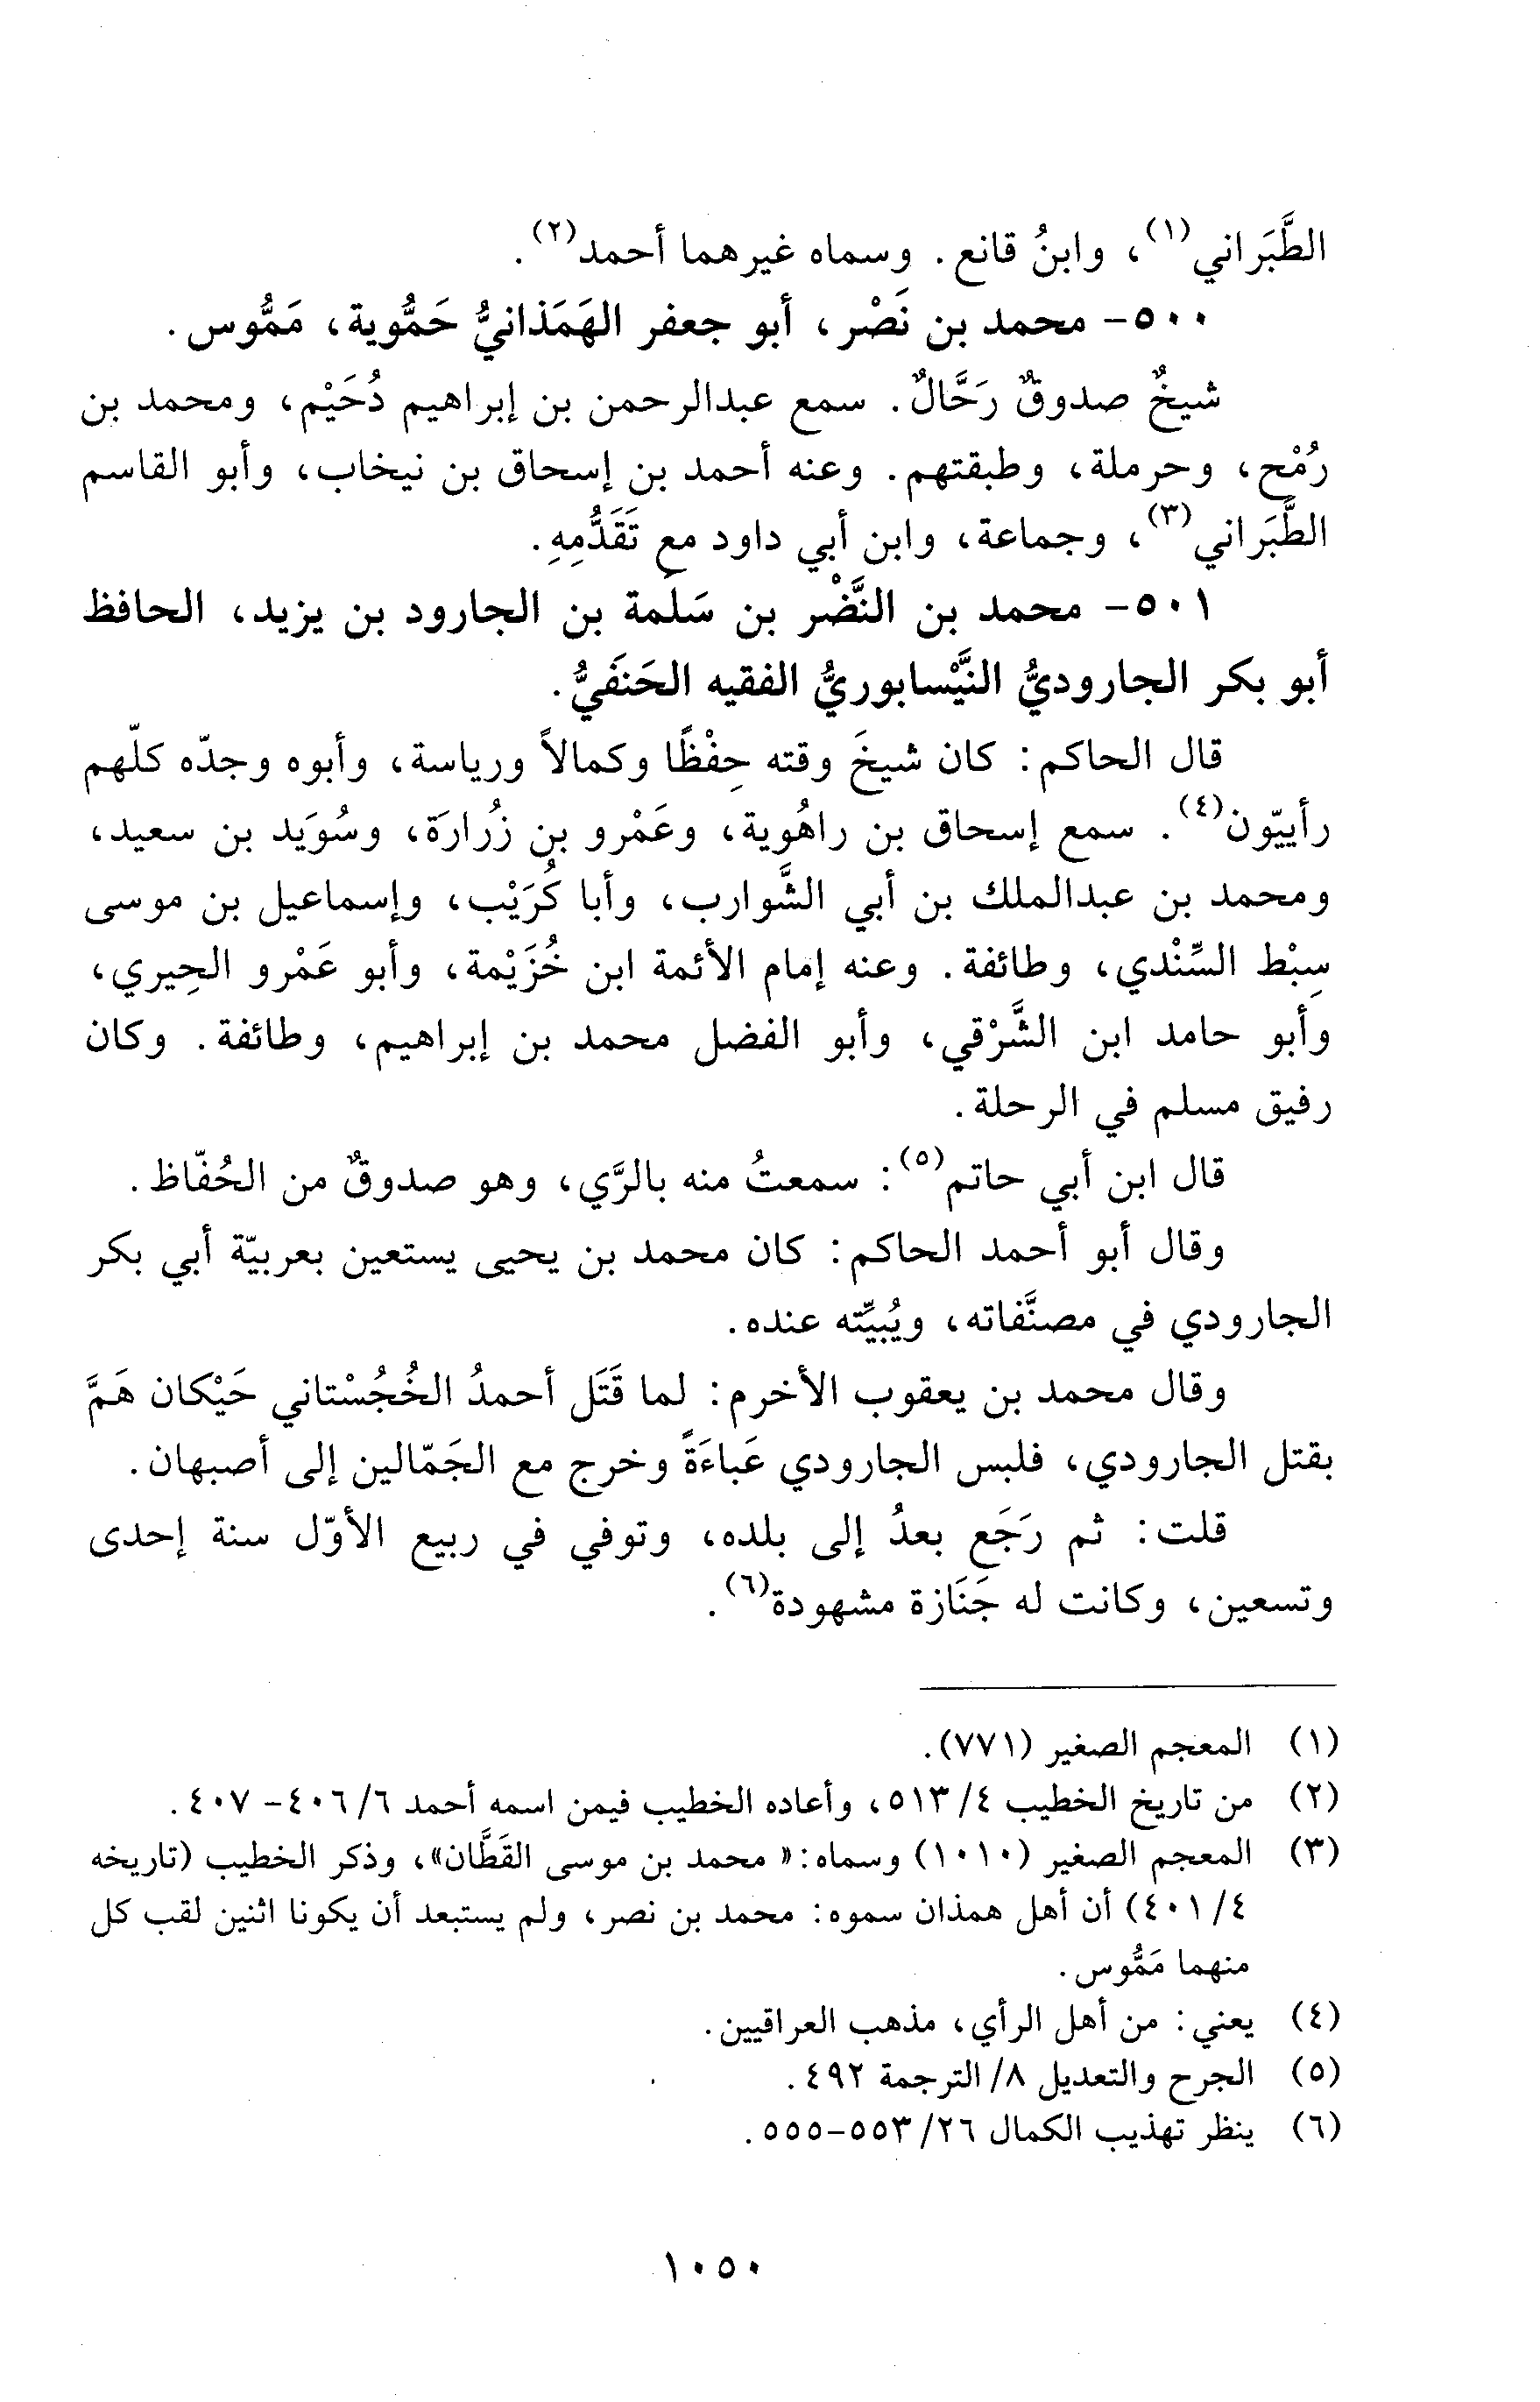 الطَّبَراني(١)، وابنُ قانع. وسماه غيرهما أحمد(٢).
٥٠٠- محمد بن نَصْر، أبو جعفر الهَمَذانيُّ حَمُّوية، مَمُّوس.
شيخٌ صدوقٌ رَحَّالٌ. سمع عبدالرحمن بن إبراهيم دُحَيْم، ومحمد بن
رُمْح، وحرملة، وطبقتهم. وعنه أحمد بن إسحاق بن نيخاب، وأبو القاسم
الطَّبَراني(٣)، وجماعة، وابن أبي داود مع تَقَدُّمِهِ.
٥٠١- محمد بن النَّضْر بن سَلَمة بن الجارود بن يزيد، الحافظ
أبو بكر الجاروديُّ النَّيْسابوريُّ الفقيه الحَنَفيُّ.
قال الحاكم: كان شيخَ وقته حِفْظًا وكمالاً ورياسة، وأبوه وجدّه كلّهم
رأييّون(٤). سمع إسحاق بن راهُوية، وعَمْرو بن زُرارَة، وسُوَيد بن سعيد،
ومحمد بن عبدالملك بن أبي الشَّوارب، وأبا كُرَيْب، وإسماعيل بن موسى
سِبْط السِّنْدي، وطائفة. وعنه إمام الأئمة ابن خُزَيْمة، وأبو عَمْرو الحِيري،
وأبو حامد ابن الشَّرْقي، وأبو الفضل محمد بن إبراهيم، وطائفة. وكان
رفيق مسلم في الرحلة.
قال ابن أبي حاتم(٥): سمعتُ منه بالرَّي، وهو صدوقٌ من الحُفّاظ.
وقال أبو أحمد الحاكم: كان محمد بن يحيى يستعين بعربيّة أبي بكر
الجارودي في مصنَّفاته، ويُبيِّته عنده.
وقال محمد بن يعقوب الأخرم: لما قَتَل أحمدُ الخُجُسْتاني حَيْكان هَمَّ
بقتل الجارودي، فلبس الجارودي عَباءَةً وخرج مع الجَمّالين إلى أصبهان.
قلت: ثم رَجَع بعدُ إلى بلده، وتوفي في ربيع الأوّل سنة إحدى
وتسعين، وكانت له جَنَازة مشهودة(٦).
(١) المعجم الصغير (٧٧١).
(٢) من تاريخ الخطيب ٤/ ٥١٣، وأعاده الخطيب فيمن اسمه أحمد ٦/ ٤٠٦- ٤٠٧.
(٣) المعجم الصغير (١٠١٠) وسماه: «محمد بن موسى القَطَّان»، وذكر الخطيب (تاريخه
٤/ ٤٠١) أن أهل همذان سموه: محمد بن نصر، ولم يستبعد أن يكونا اثنين لقب كل
منهما مَمُّوس.
(٤) يعني: من أهل الرأي، مذهب العراقيين.
(٥) الجرح والتعديل ٨/ الترجمة ٤٩٢.
(٦) ينظر تهذيب الكمال ٢٦/ ٥٥٣-٥٥٥.
١٠٥٠